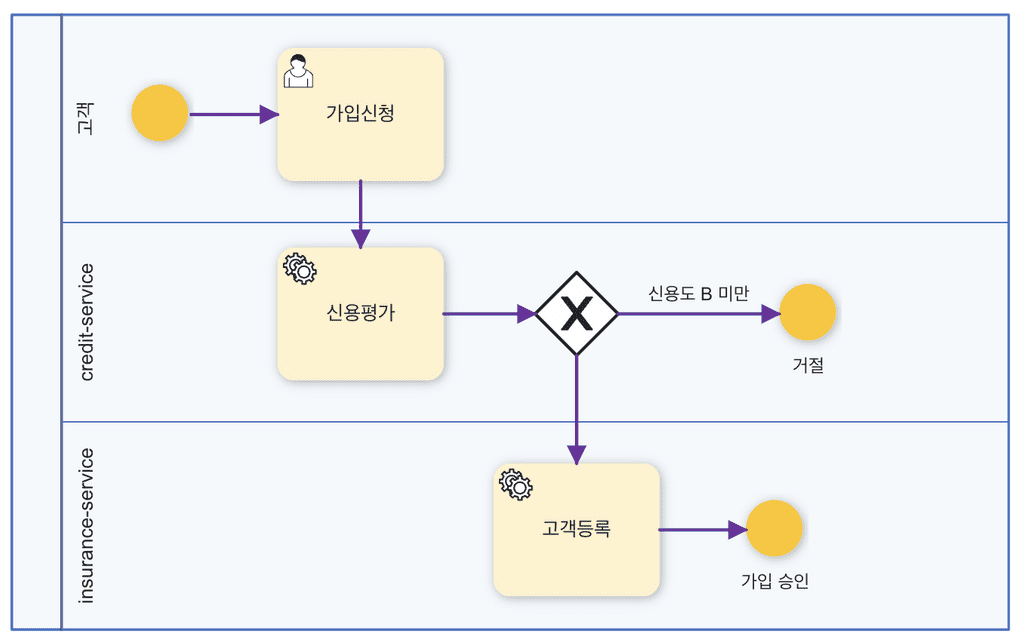 고객
가입신청
credit-service
신용평가
신용도 B 미만
거절
insurance-service
고객등록
가입 승인